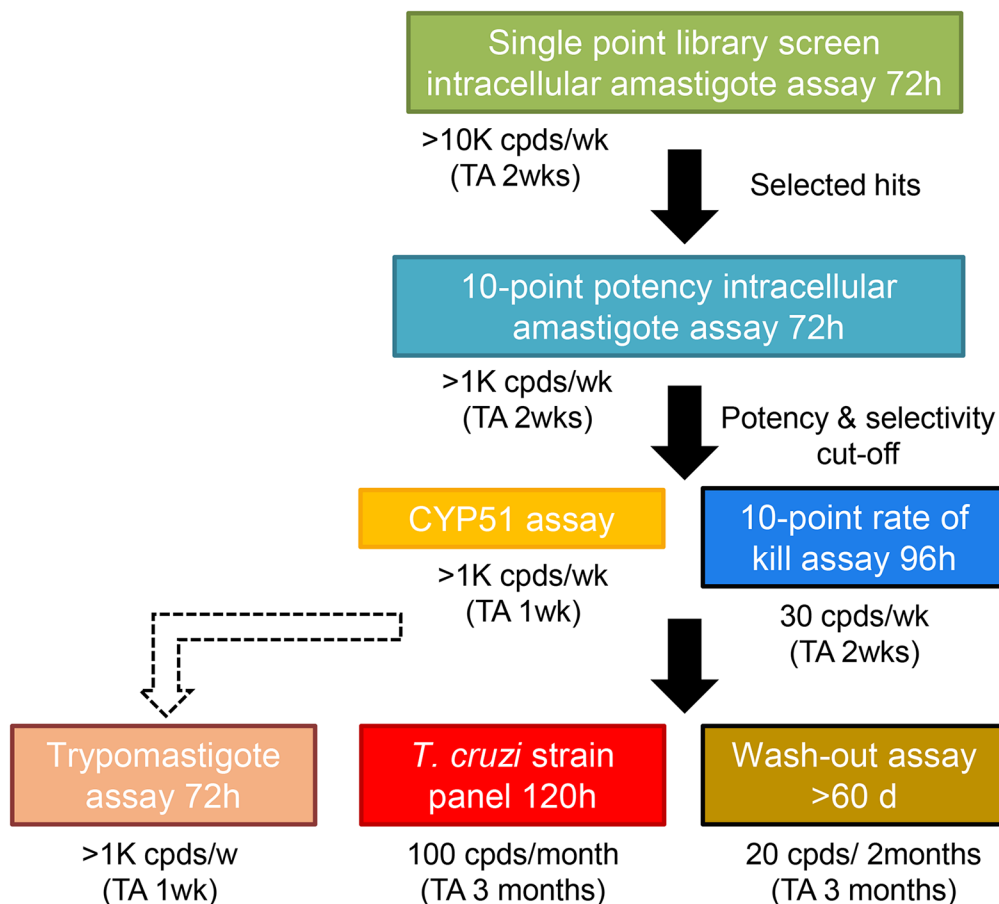 Single point library screen
intracellular amastigote assay 72h
>10K cpds/wk
(TA 2wks)
Selected hits
10-point potency intracellular
amastigote assay 72h
>1K cpds/wk
(TA 2wks)
Potency & selectivity
cut-off
CYP51 assay
>1K cpds/wk
(TA 1wk)
10-point rate of
kill assay 96h
30 cpds/wk
(TA 2wks)
Trypomastigote
assay 72h
>1K cpds/w
(TA 1wk)
T. cruzi strain
panel 120h
100 cpds/month
(TA 3 months)
Wash-out assay
>60 d
20 cpds/ 2months
(TA 3 months)